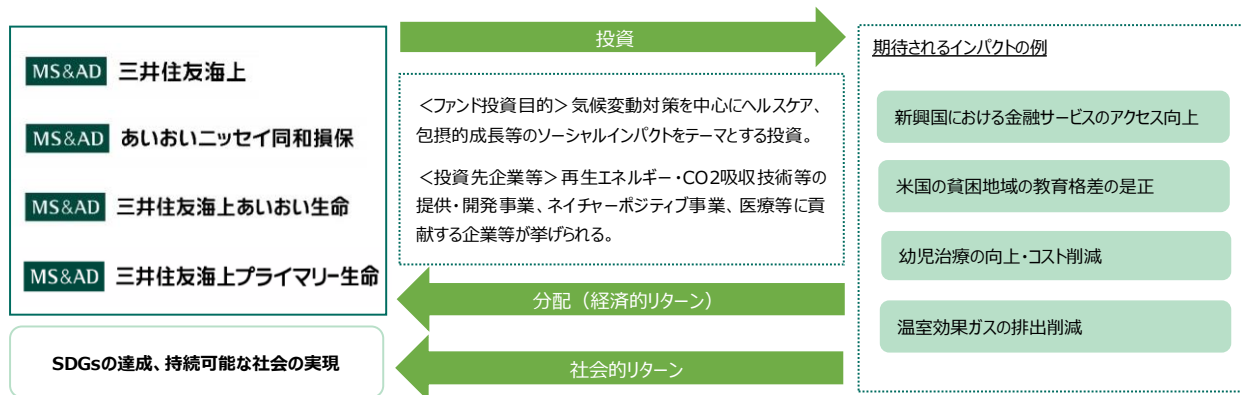 MS&AD 三井住友海上
MS&AD あいおいニッセイ同和損保
MS&AD 三井住友海上あいおい生命
MS&AD 三井住友海上プライマリー生命
SDGsの達成、持続可能な社会の実現
投資
＜ファンド投資目的＞気候変動対策を中心にヘルスケア、
包摂的成長等のソーシャルインパクトをテーマとする投資。
＜投資先企業等＞再生エネルギー・CO2吸収技術等の
提供・開発事業、ネイチャーポジティブ事業、医療等に貢
献する企業等が挙げられる。
分配（経済的リターン）
社会的リターン
期待されるインパクトの例
新興国における金融サービスのアクセス向上
米国の貧困地域の教育格差の是正
幼児治療の向上・コスト削減
温室効果ガスの排出削減